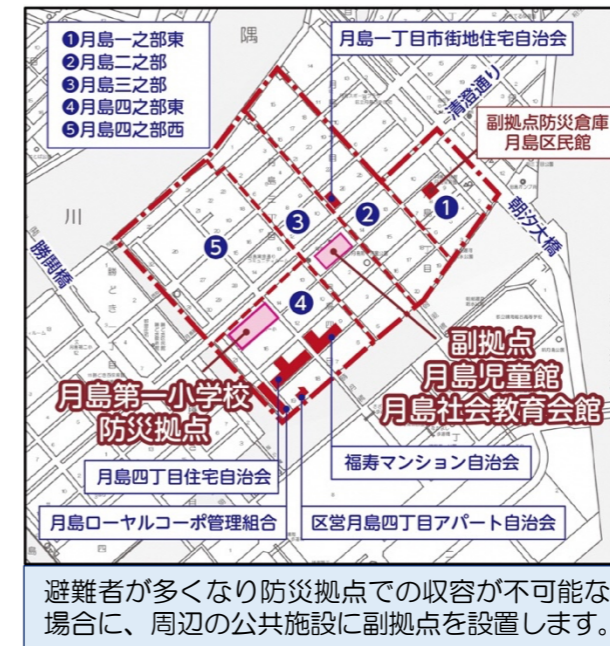 ❶月島一之部東
❷月島二之部
❸月島三之部
❹月島四之部東
❺月島四之部西
隅
川
月島一丁目市街地住宅自治会
清澄通り
副拠点防災倉庫
月島区民館
❶
❷
❸
❹
❺
朝汐大橋
勝鬨橋
月島第一小学校
防災拠点
副拠点
月島児童館
月島社会教育会館
月島四丁目住宅自治会
福寿マンション自治会
月島ローヤルコーポ管理組合
区営月島四丁目アパート自治会
避難者が多くなり防災拠点での収容が不可能な
場合に、周辺の公共施設に副拠点を設置します。